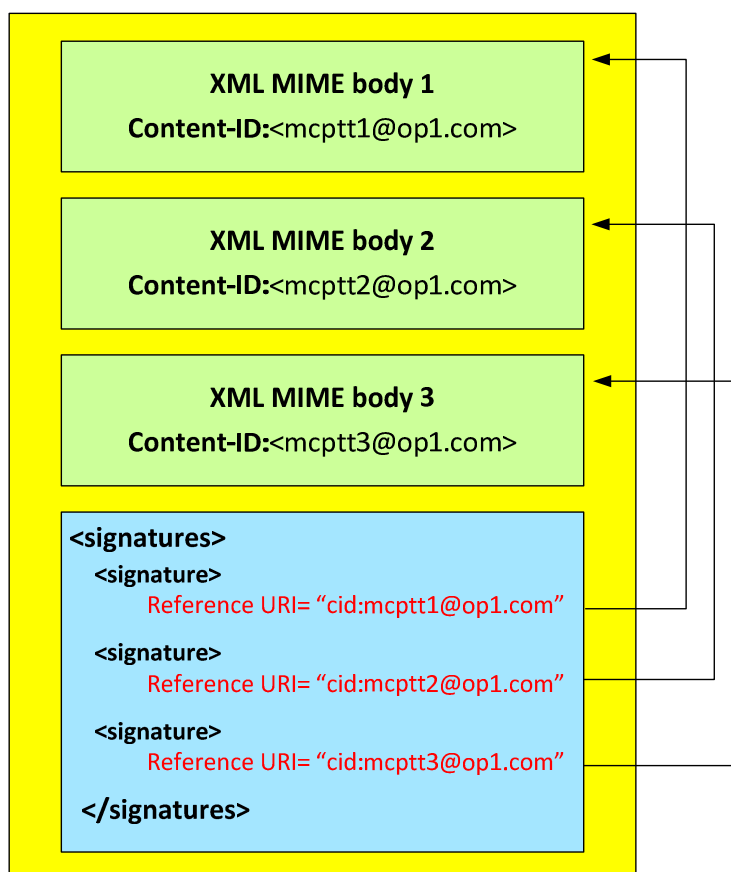 XML MIME body 1
Content-ID:<mcptt1@op1.com>
XML MIME body 2
Content-ID:<mcptt2@op1.com>
XML MIME body 3
Content-ID:<mcptt3@op1.com>
<signatures>
<signature>
Reference URI= “cid:mcptt1@op1.com”
<signature>
Reference URI= “cid:mcptt2@op1.com”
<signature>
Reference URI= “cid:mcptt3@op1.com”
</signatures>